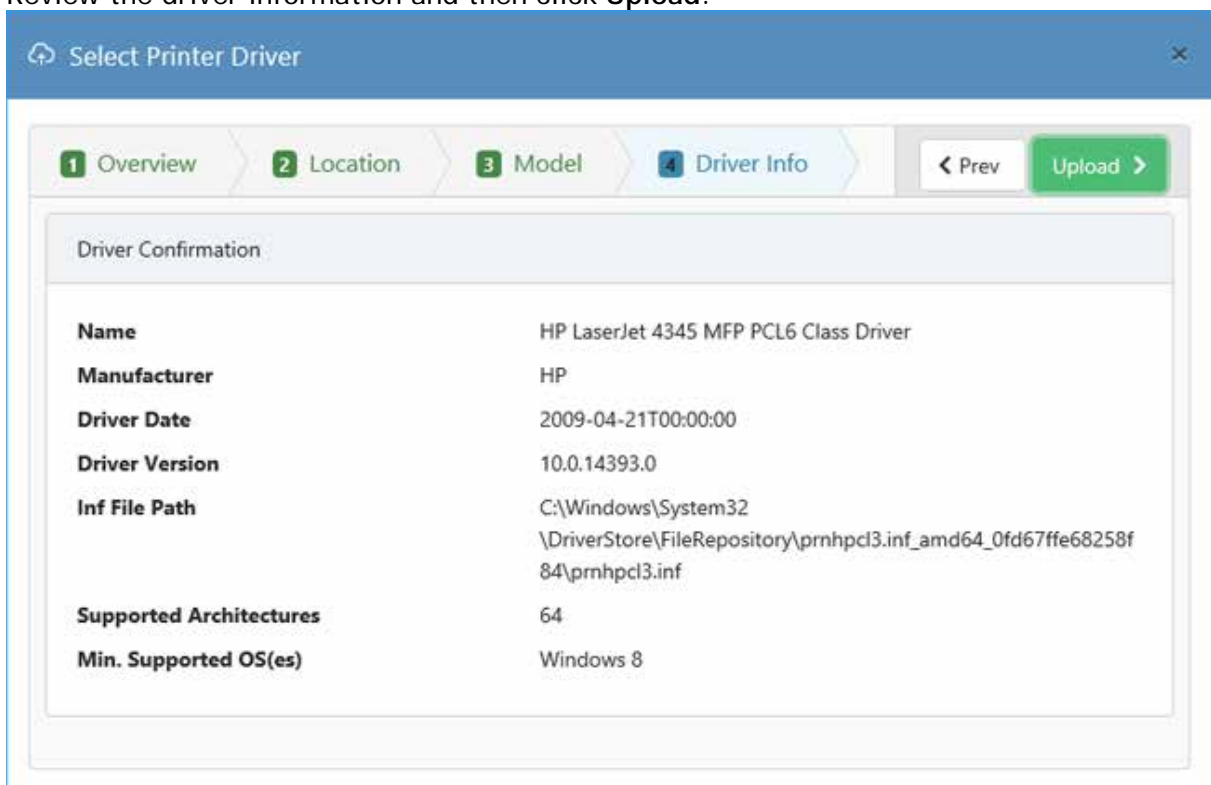 Review the driver information and then click Upload.
Select Printer Driver ×
1 Overview 2 Location 3 Model 4 Driver Info Prev Upload
Driver Confirmation
Name HP LaserJet 4345 MFP PCL6 Class Driver
Manufacturer HP
Driver Date 2009-04-21T00:00:00
Driver Version 10.0.14393.0
Inf File Path C:\Windows\System32
\DriverStore\FileRepository\prnhpcl3.inf_amd64_0fd67ffe68258f
84\prnhpcl3.inf
Supported Architectures 64
Min. Supported OS(es) Windows 8